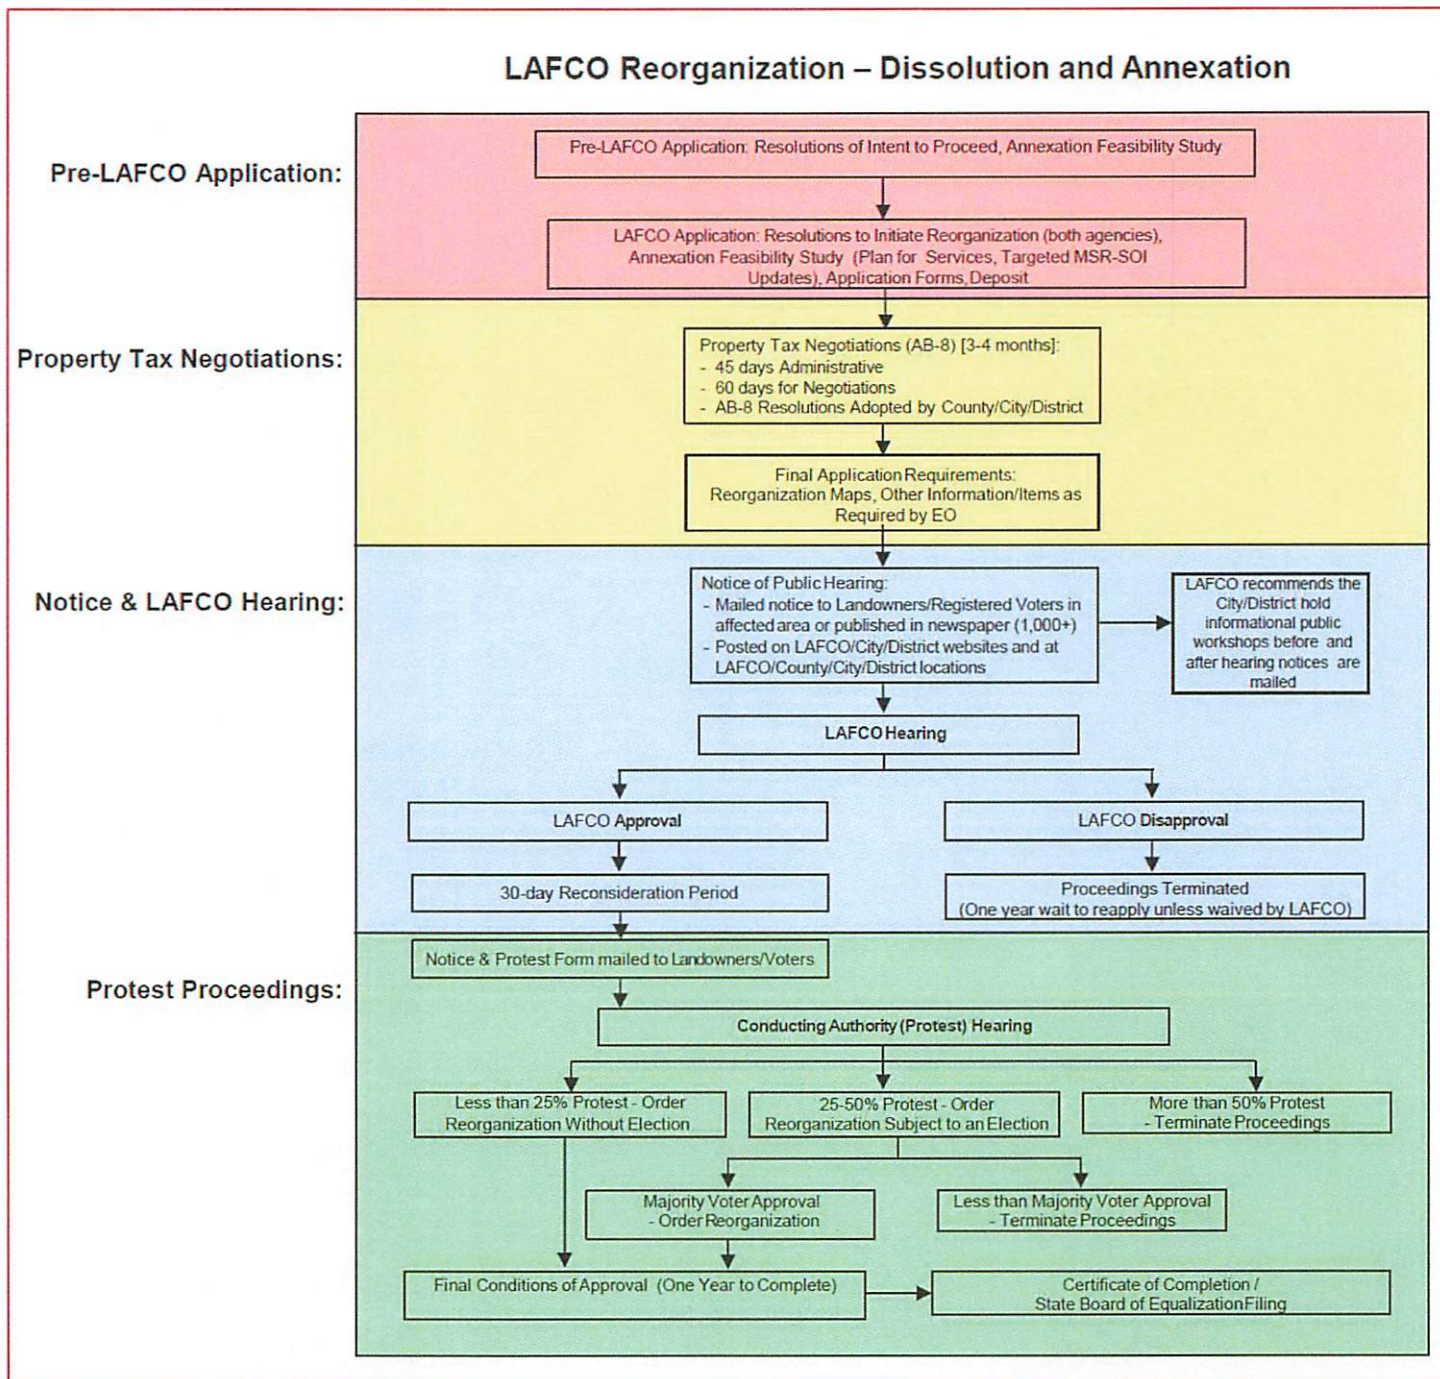 LAFCO Reorganization – Dissolution and Annexation
Pre-LAFCO Application:
Pre-LAFCO Application: Resolutions of Intent to Proceed, Annexation Feasibility Study
LAFCO Application: Resolutions to Initiate Reorganization (both agencies),
Annexation Feasibility Study (Plan for Services, Targeted MSR-SOI
Updates), Application Forms, Deposit
Property Tax Negotiations:
Property Tax Negotiations (AB-8) [3-4 months]:
- 45 days Administrative
- 60 days for Negotiations
- AB-8 Resolutions Adopted by County/City/District
Final Application Requirements:
Reorganization Maps, Other Information/Items as
Required by EO
Notice & LAFCO Hearing:
Notice of Public Hearing:
- Mailed notice to Landowners/Registered Voters in
affected area or published in newspaper (1,000+)
- Posted on LAFCO/City/District websites and at
LAFCO/County/City/District locations
LAFCO recommends the
City/District hold
informational public
workshops before and
after hearing notices are
mailed
LAFCO Hearing
LAFCO Approval
LAFCO Disapproval
30-day Reconsideration Period
Proceedings Terminated
(One year wait to reapply unless waived by LAFCO)
Protest Proceedings:
Notice & Protest Form mailed to Landowners/Voters
Conducting Authority (Protest) Hearing
Less than 25% Protest - Order
Reorganization Without Election
25-50% Protest - Order
Reorganization Subject to an Election
More than 50% Protest
- Terminate Proceedings
Majority Voter Approval
- Order Reorganization
Less than Majority Voter Approval
- Terminate Proceedings
Final Conditions of Approval (One Year to Complete)
Certificate of Completion /
State Board of Equalization Filing